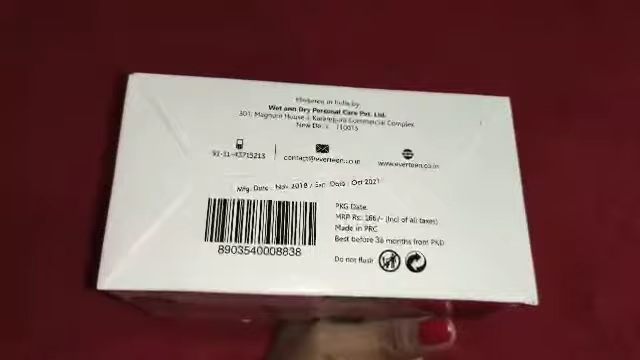 Wet and Dry Personal Care Pvt. Ltd.
301, Magnum House-I, Karampura Commercial Complex
New Delhi 110015
91-11-43715213
contact@everteen.co.in
www.everteen.co.in
Mfg. Date : Nov 2018 / Exp. Date : Oct 2021
PKG Date.
MRP Rs: 166/- (Incl of all taxes)
Made in PRC
Best before 36 months from PKD
Do not flush
8903540008838